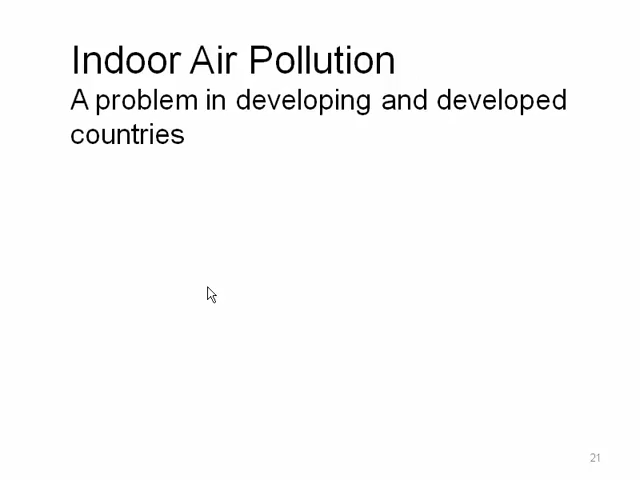 Indoor Air Pollution
A problem in developing and developed
countries
21